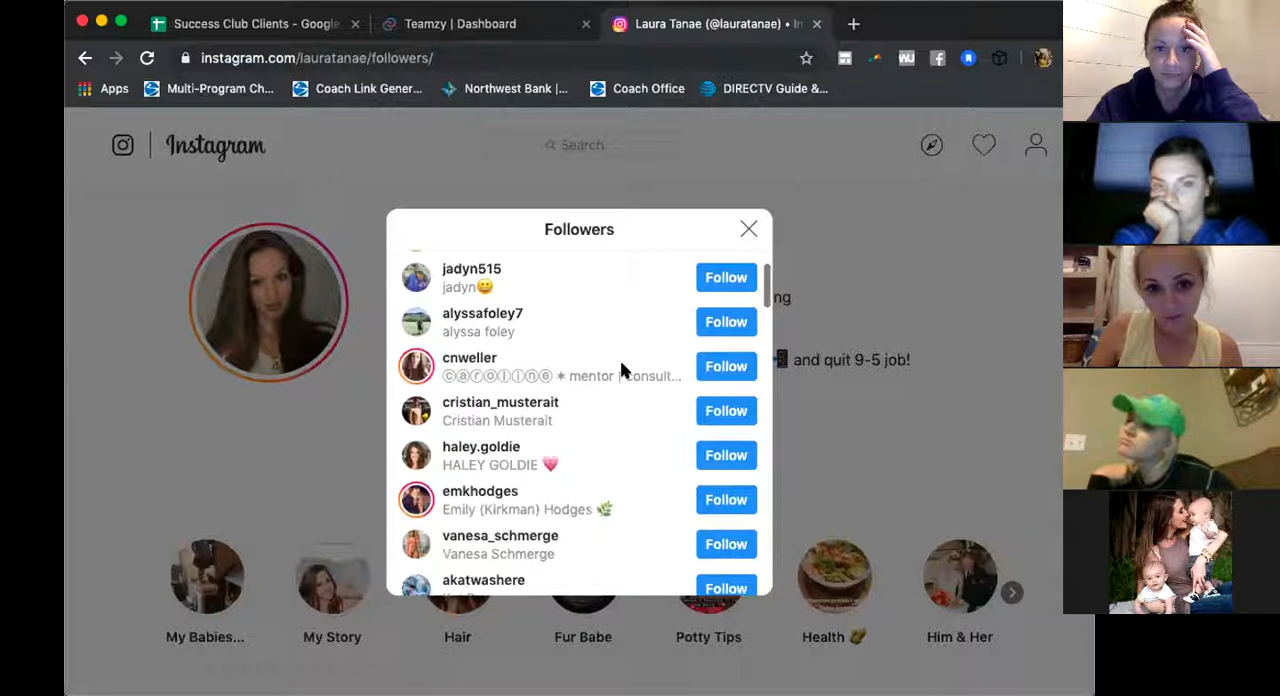 Success Club Clients - Google
Teamzy | Dashboard
Laura Tanae (@lauratanae) • In
instagram.com/lauratanae/followers/
Apps
Multi-Program Ch...
Coach Link Gener...
Northwest Bank |...
Coach Office
DIRECTV Guide &...
Instagram
Search
Followers
jadyn515
jadyn😀
Follow
ng
alyssafoley7
alyssa foley
Follow
cnweller
ⓒⓐⓡⓞⓛⓘⓝⓔ ✶ mentor | consult...
Follow
and quit 9-5 job!
cristian_musterait
Cristian Musterait
Follow
haley.goldie
HALEY GOLDIE 💗
Follow
emkhodges
Emily (Kirkman) Hodges 🌿
Follow
vanesa_schmerge
Vanesa Schmerge
Follow
akatwashere
Follow
My Babies...
My Story
Hair
Fur Babe
Potty Tips
Health 🥑
Him & Her